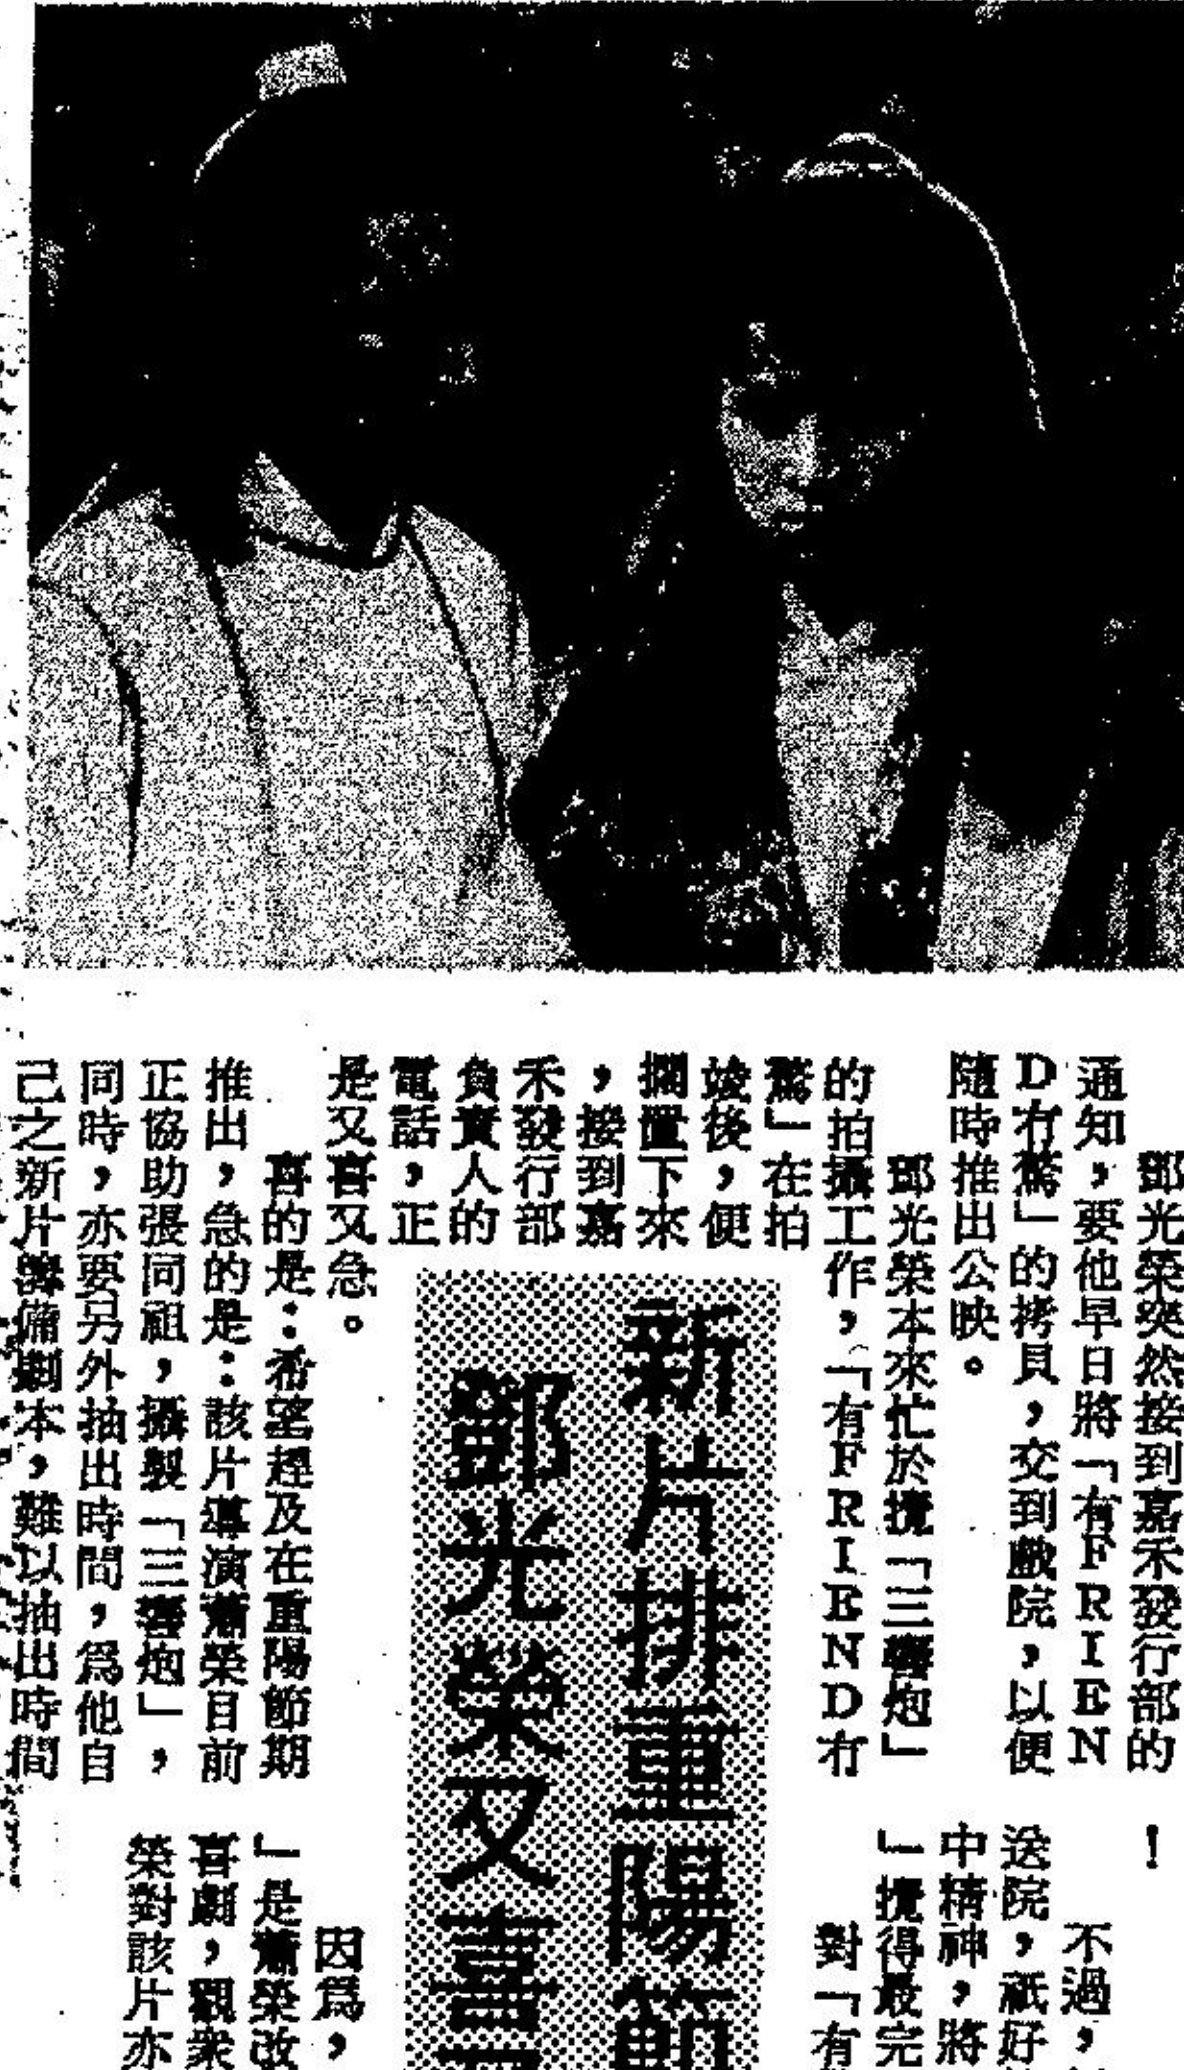 新片排重陽節
鄧光榮又喜又
鄧光榮突然接到嘉禾發行部的
通知，要他早日將「有FRIEN
D冇驚」的拷貝，交到戲院，以便
隨時推出公映。
鄧光榮本來忙於攪「三響炮」
的拍攝工作，「有FRIEND冇
驚」在拍
竣後，便
擱置下來
，接到嘉
禾發行部
負責人的
電話，正
是又喜又急。
喜的是：希望趕及在重陽節期
推出，急的是：該片導演蕭榮目前
正協助張同祖，攝製「三響炮」，
同時，亦要另外抽出時間，爲他自
己之新片籌備劇本，難以抽出時間
！
不過，
送院，祇好
中精神，將
」攪得最完
對「有
因爲，
」是蕭榮改
喜劇，觀衆
榮對該片亦